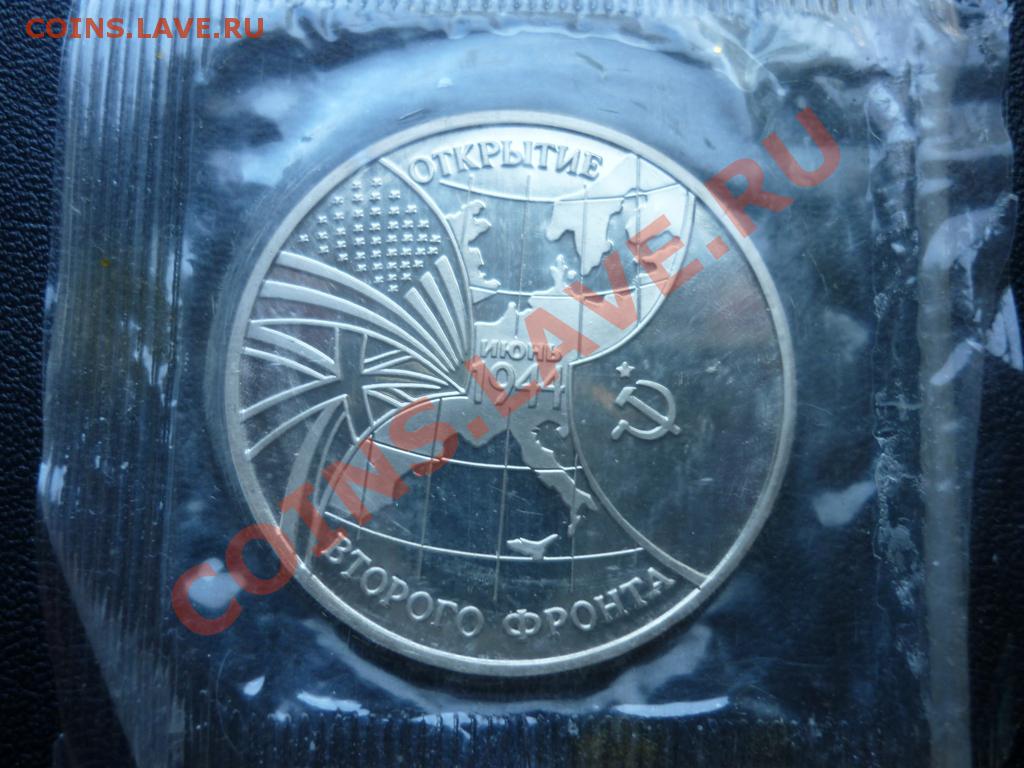 COINS.LAVE.RU
ОТКРЫТИЕ
ИЮНЬ
1944
ВТОРОГО ФРОНТА
COINS.LAVE.RU